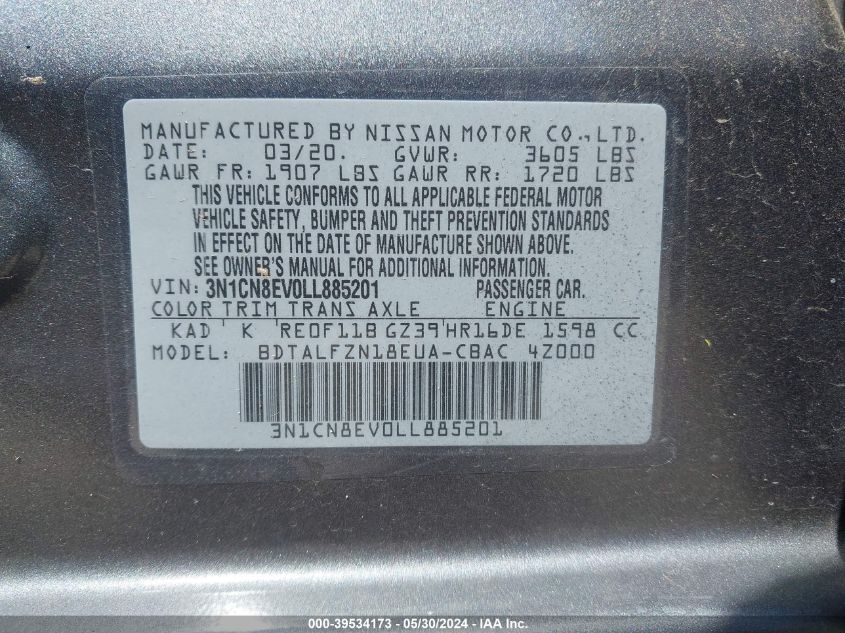 MANUFACTURED BY NISSAN MOTOR CO.,LTD.
DATE: 03/20. GVWR: 3605 LBS
GAWR FR: 1907 LBS GAWR RR: 1720 LBS
THIS VEHICLE CONFORMS TO ALL APPLICABLE FEDERAL MOTOR
VEHICLE SAFETY, BUMPER AND THEFT PREVENTION STANDARDS
IN EFFECT ON THE DATE OF MANUFACTURE SHOWN ABOVE.
SEE OWNER'S MANUAL FOR ADDITIONAL INFORMATION.
VIN: 3N1CN8EV0LL885201 PASSENGER CAR.
COLOR TRIM TRANS AXLE ENGINE
KAD K RE0F11B GZ39 HR16DE 1598 CC
MODEL: BDTALFZN18EUA-CBAC 4Z000
3N1CN8EV0LL885201
000-39534173 - 05/30/2024 - IAAI.com